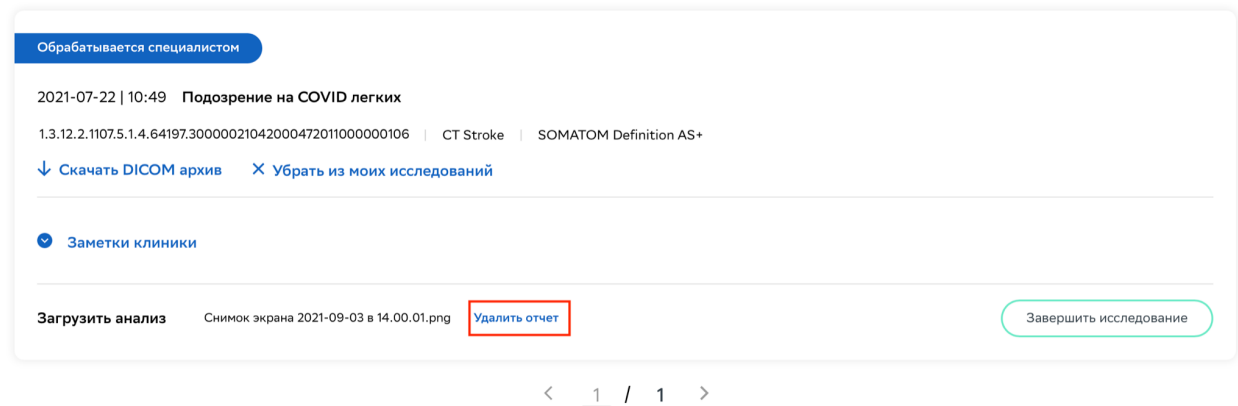 Обрабатывается специалистом
2021-07-22 | 10:49 Подозрение на COVID легких
1.3.12.2.1107.5.1.4.64197.30000021042000472011000000106 | CT Stroke | SOMATOM Definition AS+
Скачать DICOM архив Убрать из моих исследований
Заметки клиники
Загрузить анализ Снимок экрана 2021-09-03 в 14.00.01.png Удалить отчет Завершить исследование
< 1 / 1 >